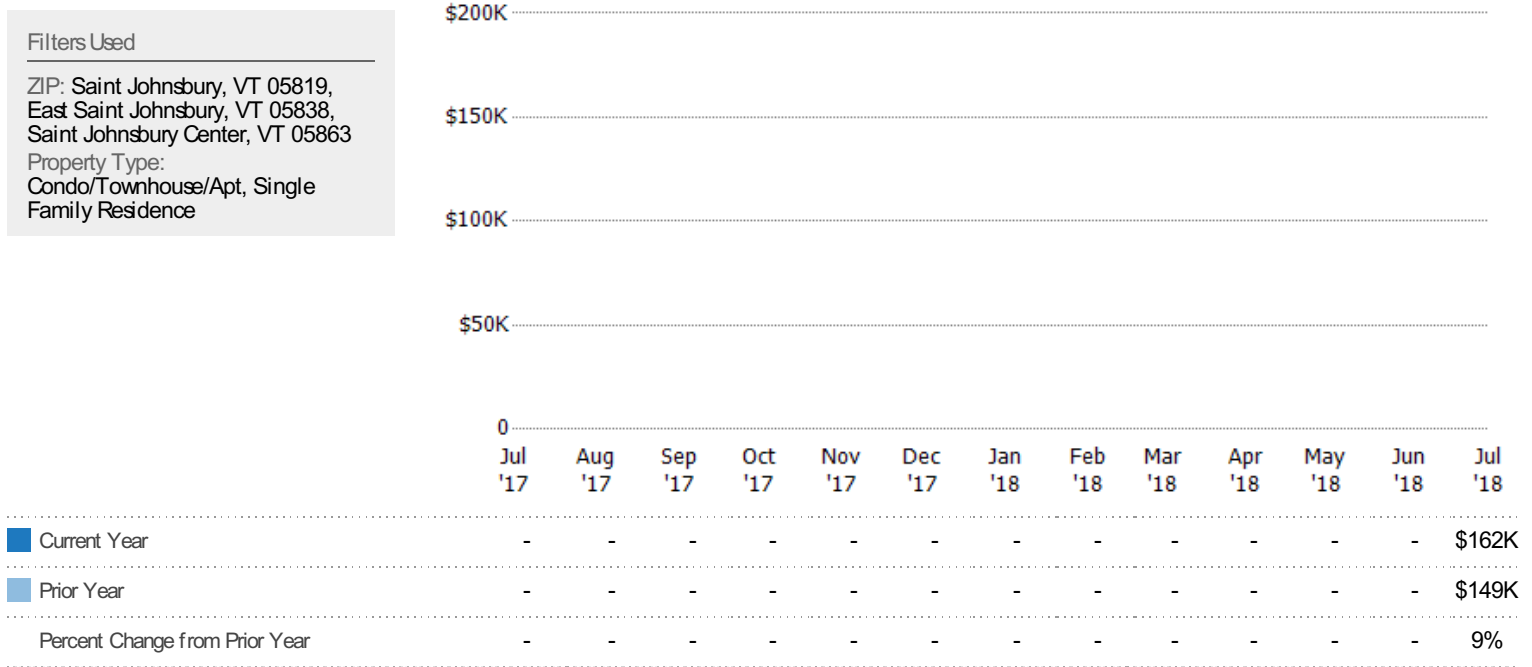 Filters Used
ZIP: Saint Johnsbury, VT 05819,
East Saint Johnsbury, VT 05838,
Saint Johnsbury Center, VT 05863
Property Type:
Condo/Townhouse/Apt, Single
Family Residence
$200K
$150K
$100K
$50K
0
Jul Aug Sep Oct Nov Dec Jan Feb Mar Apr May Jun Jul
'17 '17 '17 '17 '17 '17 '18 '18 '18 '18 '18 '18 '18
Current Year - - - - - - - - - - - - $162K
Prior Year - - - - - - - - - - - - $149K
Percent Change from Prior Year - - - - - - - - - - - - 9%